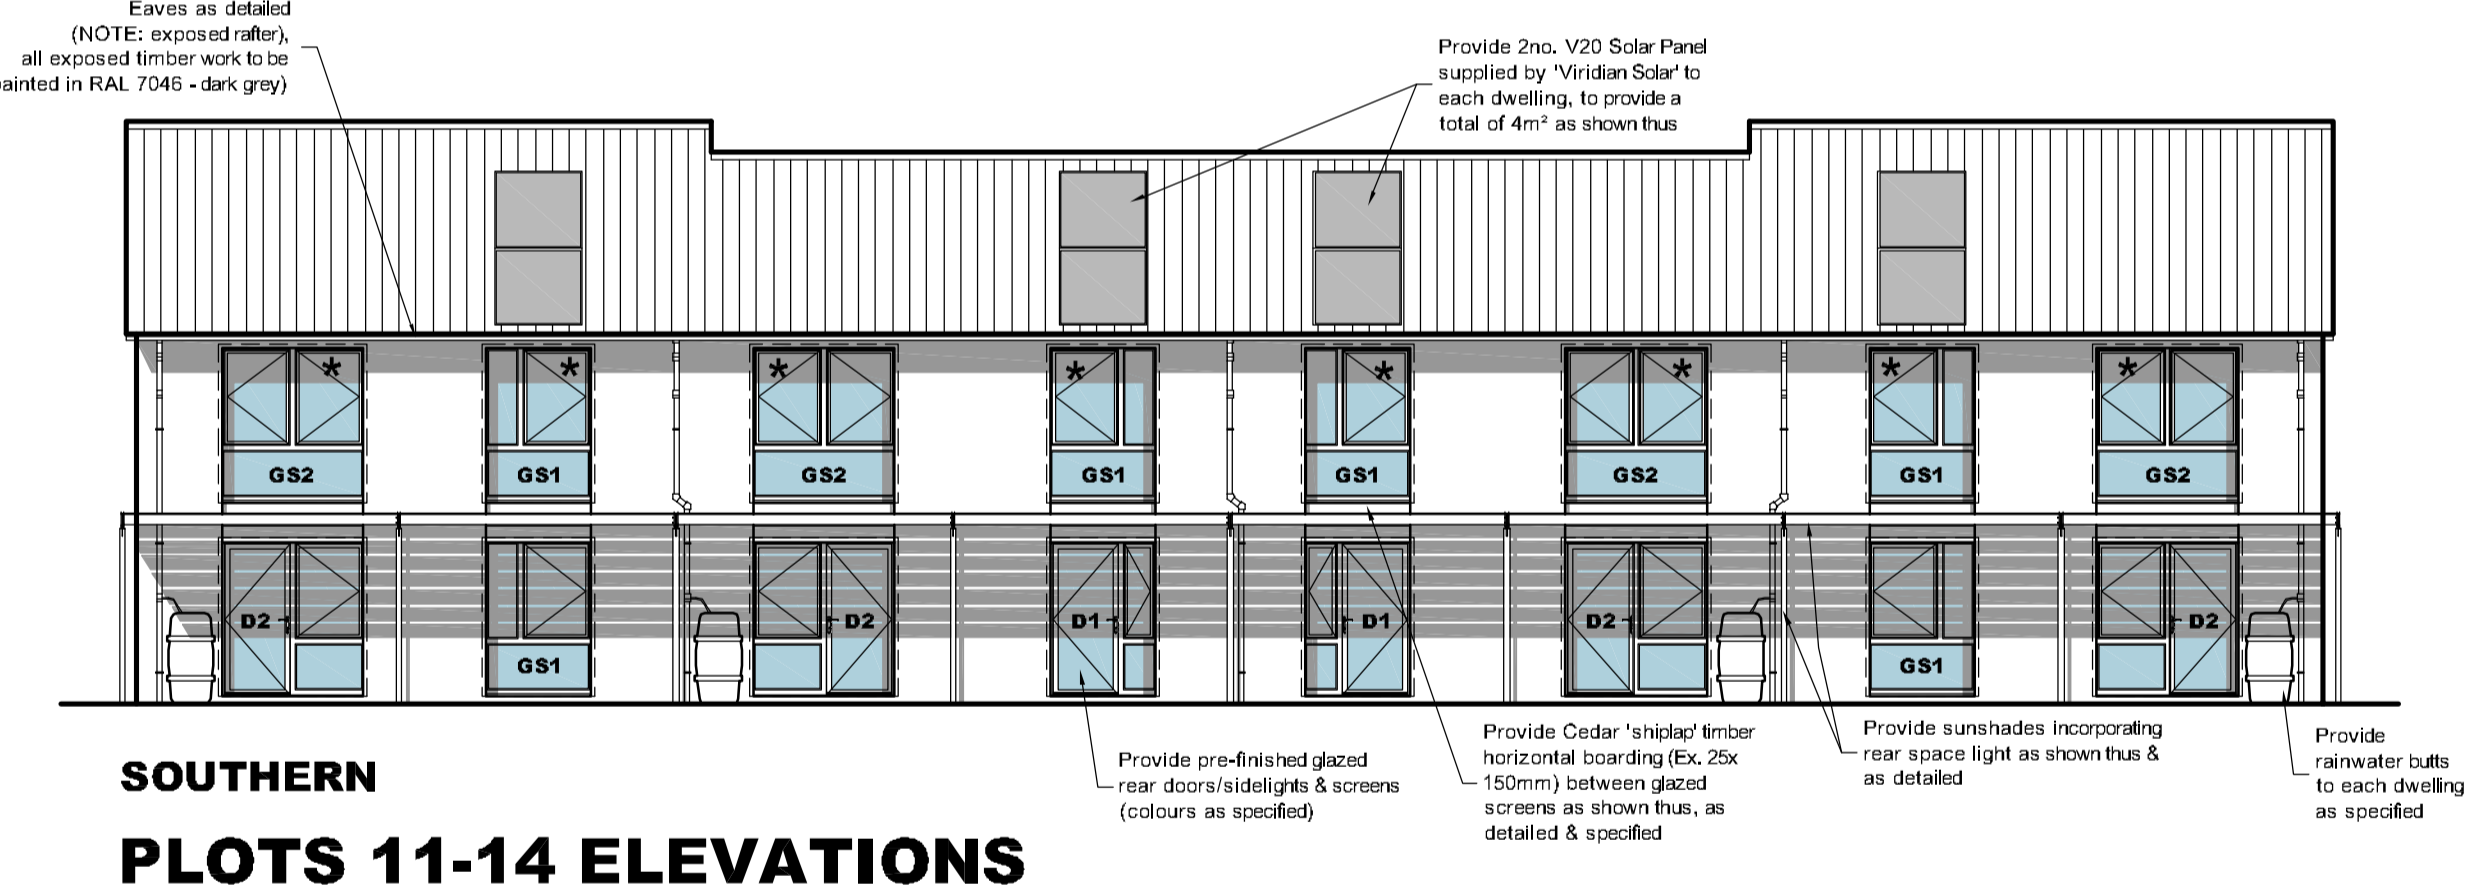 Eaves as detailed
(NOTE: exposed rafter),
all exposed timber work to be
painted in RAL 7046 - dark grey)
Provide 2no. V20 Solar Panel
supplied by 'Viridian Solar' to
each dwelling, to provide a
total of 4m² as shown thus
* * * * * * * *
GS2 GS1 GS2 GS1 GS1 GS2 GS1 GS2
D2 D2 D1 D1 D2 D2
GS1 GS1
Provide pre-finished glazed
rear doors/sidelights & screens
(colours as specified)
Provide Cedar 'shiplap' timber
horizontal boarding (Ex. 25x
150mm) between glazed
screens as shown thus, as
detailed & specified
Provide sunshades incorporating
rear space light as shown thus &
as detailed
Provide
rainwater butts
to each dwelling
as specified
SOUTHERN
PLOTS 11-14 ELEVATIONS